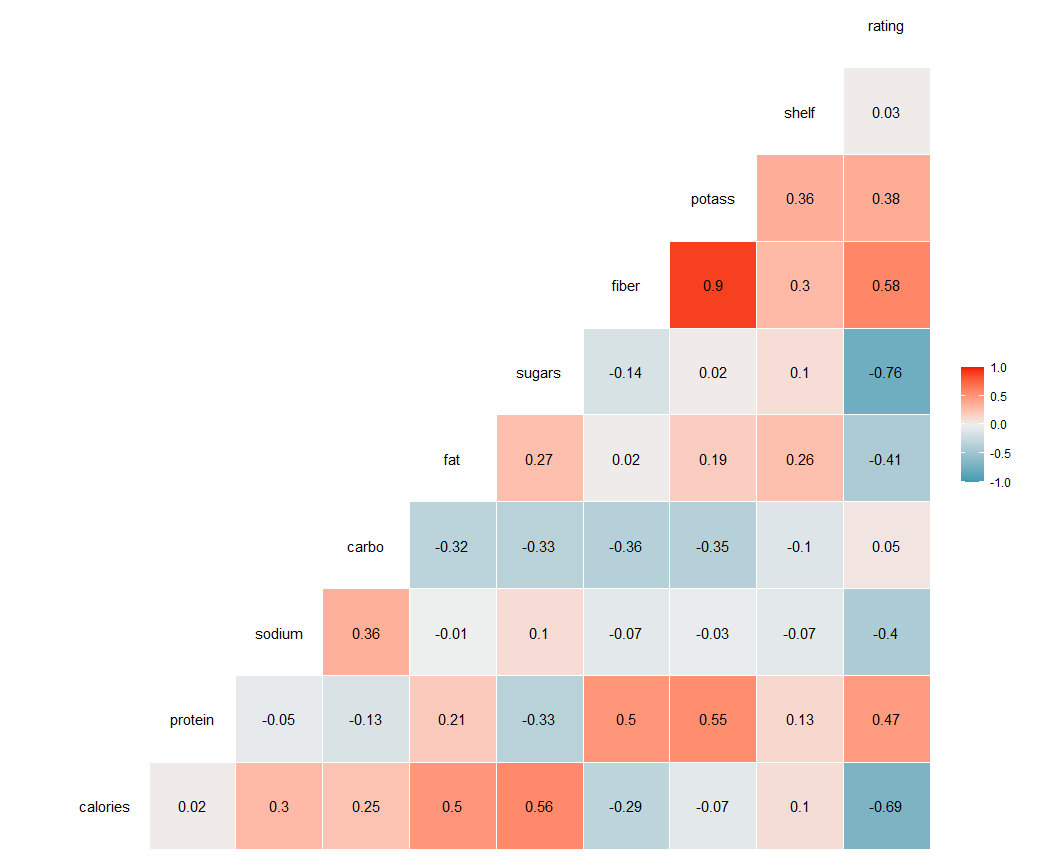 rating
shelf 0.03
potass 0.36 0.38
fiber 0.9 0.3 0.58
sugars -0.14 0.02 0.1 -0.76
fat 0.27 0.02 0.19 0.26 -0.41
carbo -0.32 -0.33 -0.36 -0.35 -0.1 0.05
sodium 0.36 -0.01 0.1 -0.07 -0.03 -0.07 -0.4
protein -0.05 -0.13 0.21 -0.33 0.5 0.55 0.13 0.47
calories 0.02 0.3 0.25 0.5 0.56 -0.29 -0.07 0.1 -0.69
1.0
0.5
0.0
-0.5
-1.0